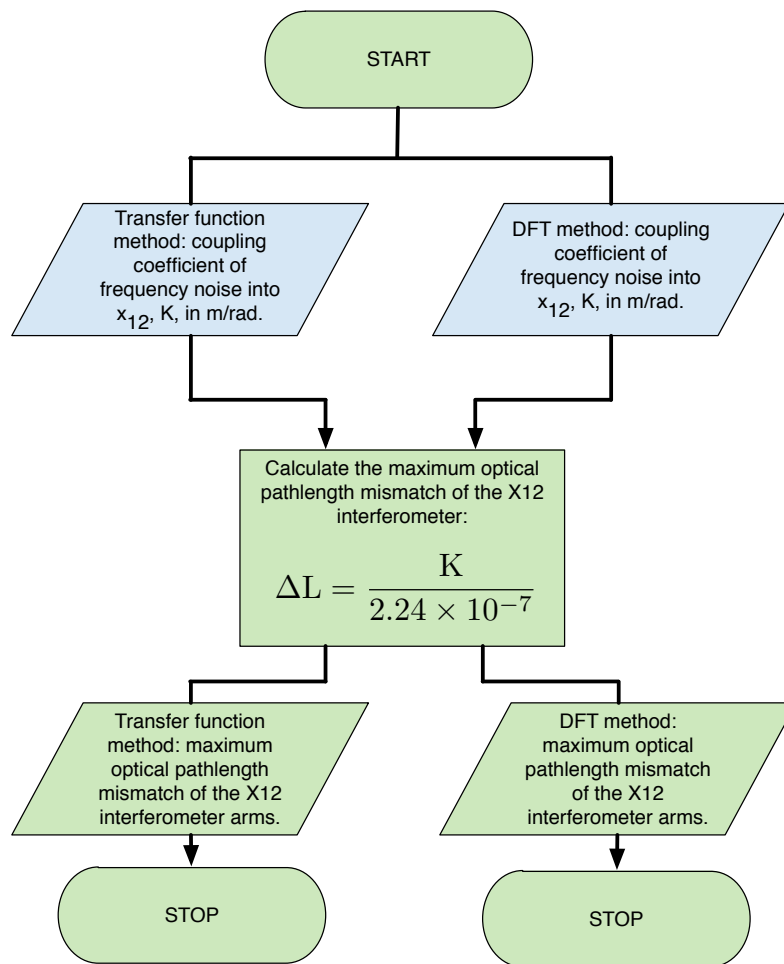 START
Transfer function
method: coupling
coefficient of
frequency noise into
x12, K, in m/rad.
DFT method: coupling
coefficient of
frequency noise into
x12, K, in m/rad.
Calculate the maximum optical
pathlength mismatch of the X12
interferometer:
ΔL = K / 2.24 × 10⁻⁷
Transfer function
method: maximum
optical pathlength
mismatch of the X12
interferometer arms.
DFT method:
maximum optical
pathlength mismatch
of the X12
interferometer arms.
STOP
STOP